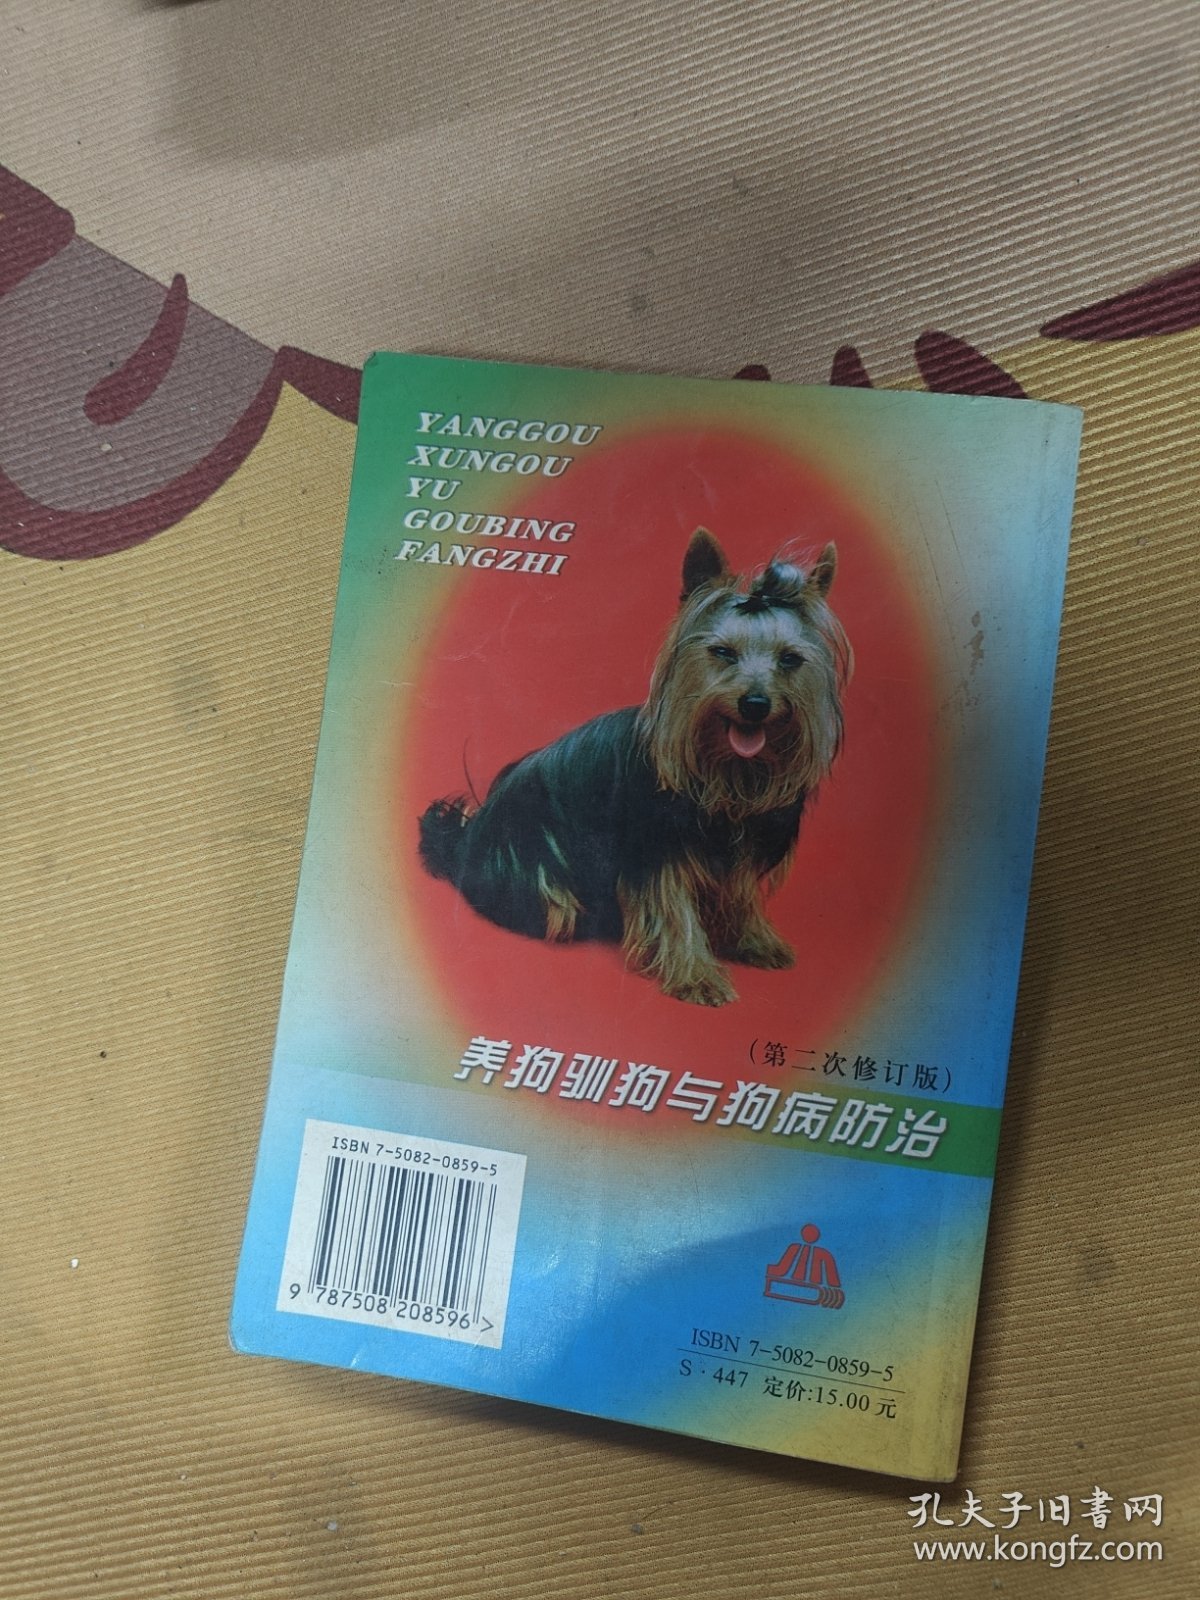 YANGGOU
XUNGOU
YU
GOUBING
FANGZHI
(第二次修订版)
养狗驯狗与狗病防治
ISBN 7-5082-0859-5
9 787508 208596 >
ISBN 7-5082-0859-5
S·447 定价:15.00元
孔夫子旧书网
www.kongfz.com